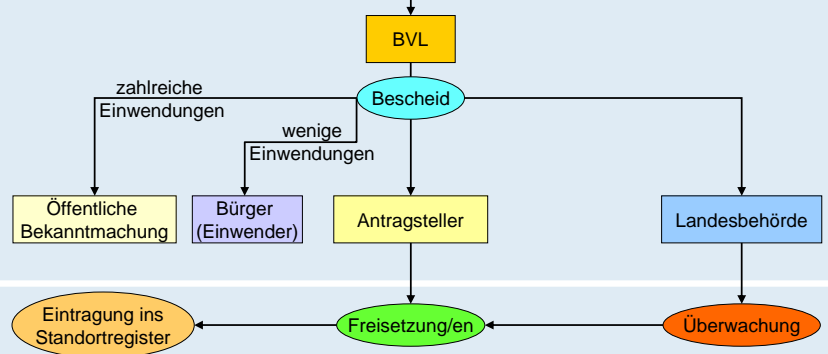 BVL
Bescheid
zahlreiche
Einwendungen
wenige
Einwendungen
Öffentliche
Bekanntmachung
Bürger
(Einwender)
Antragsteller
Landesbehörde
Eintragung ins
Standortregister
Freisetzung/en
Überwachung